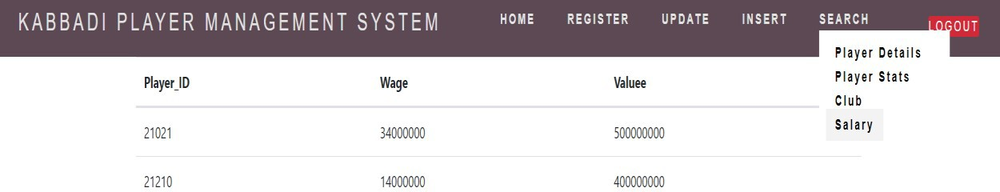 KABBADI PLAYER MANAGEMENT SYSTEM HOME REGISTER UPDATE INSERT SEARCH LOGOUT
Player Details
Player Stats
Club
Salary
Player_ID Wage Valuee
21021 34000000 500000000
21210 14000000 400000000